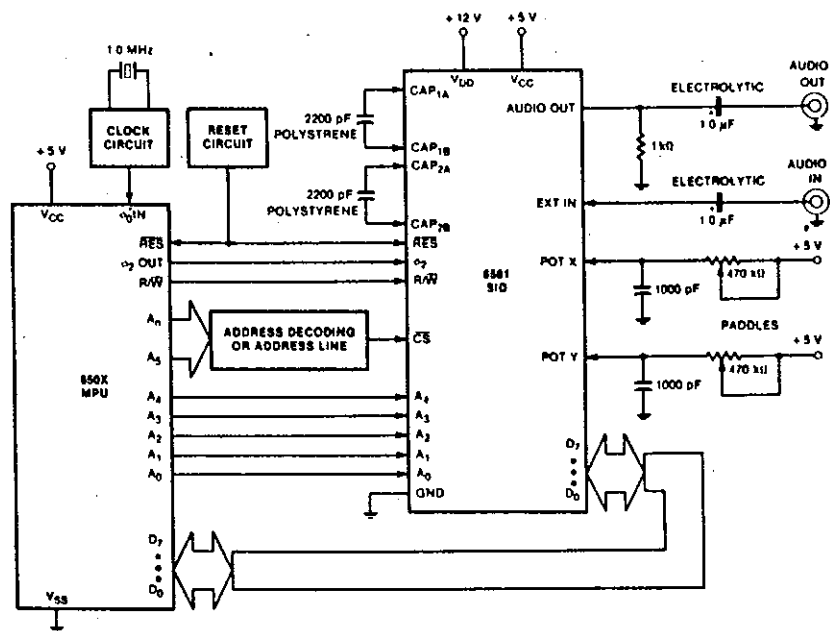 +12 V
+5 V
1.0 MHz
CLOCK
CIRCUIT
RESET
CIRCUIT
+5 V
2200 pF
POLYSTRENE
2200 pF
POLYSTYRENE
CAP1A
CAP1B
CAP2A
CAP2B
VDD
VCC
AUDIO OUT
EXT IN
POT X
POT Y
6581
SID
ELECTROLYTIC
1.0 µF
AUDIO
OUT
1 kΩ
ELECTROLYTIC
1.0 µF
AUDIO
IN
+5 V
470 kΩ
1000 pF
PADDLES
+5 V
470 kΩ
1000 pF
VCC
ø0 IN
RES
ø2 OUT
R/W
An
A5
650X
MPU
A4
A3
A2
A1
A0
D7
D0
VSS
ADDRESS DECODING
OR ADDRESS LINE
RES
ø2
R/W
CS
A4
A3
A2
A1
A0
GND
D7
D0